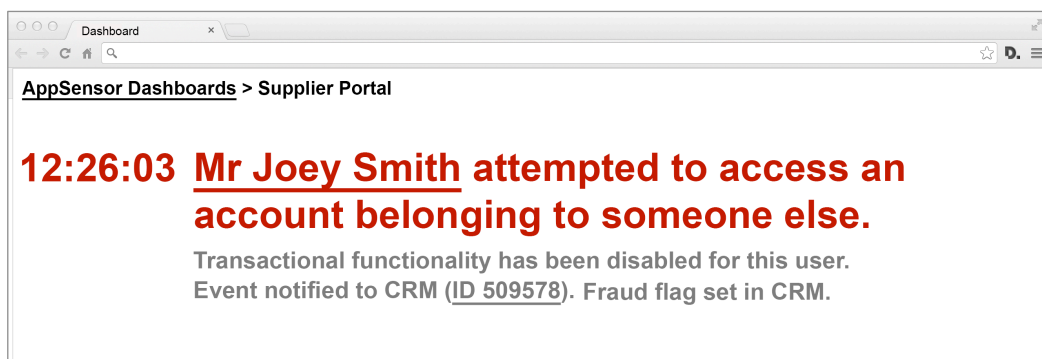 Dashboard ×
D.
AppSensor Dashboards > Supplier Portal
12:26:03 Mr Joey Smith attempted to access an
account belonging to someone else.
Transactional functionality has been disabled for this user.
Event notified to CRM (ID 509578). Fraud flag set in CRM.